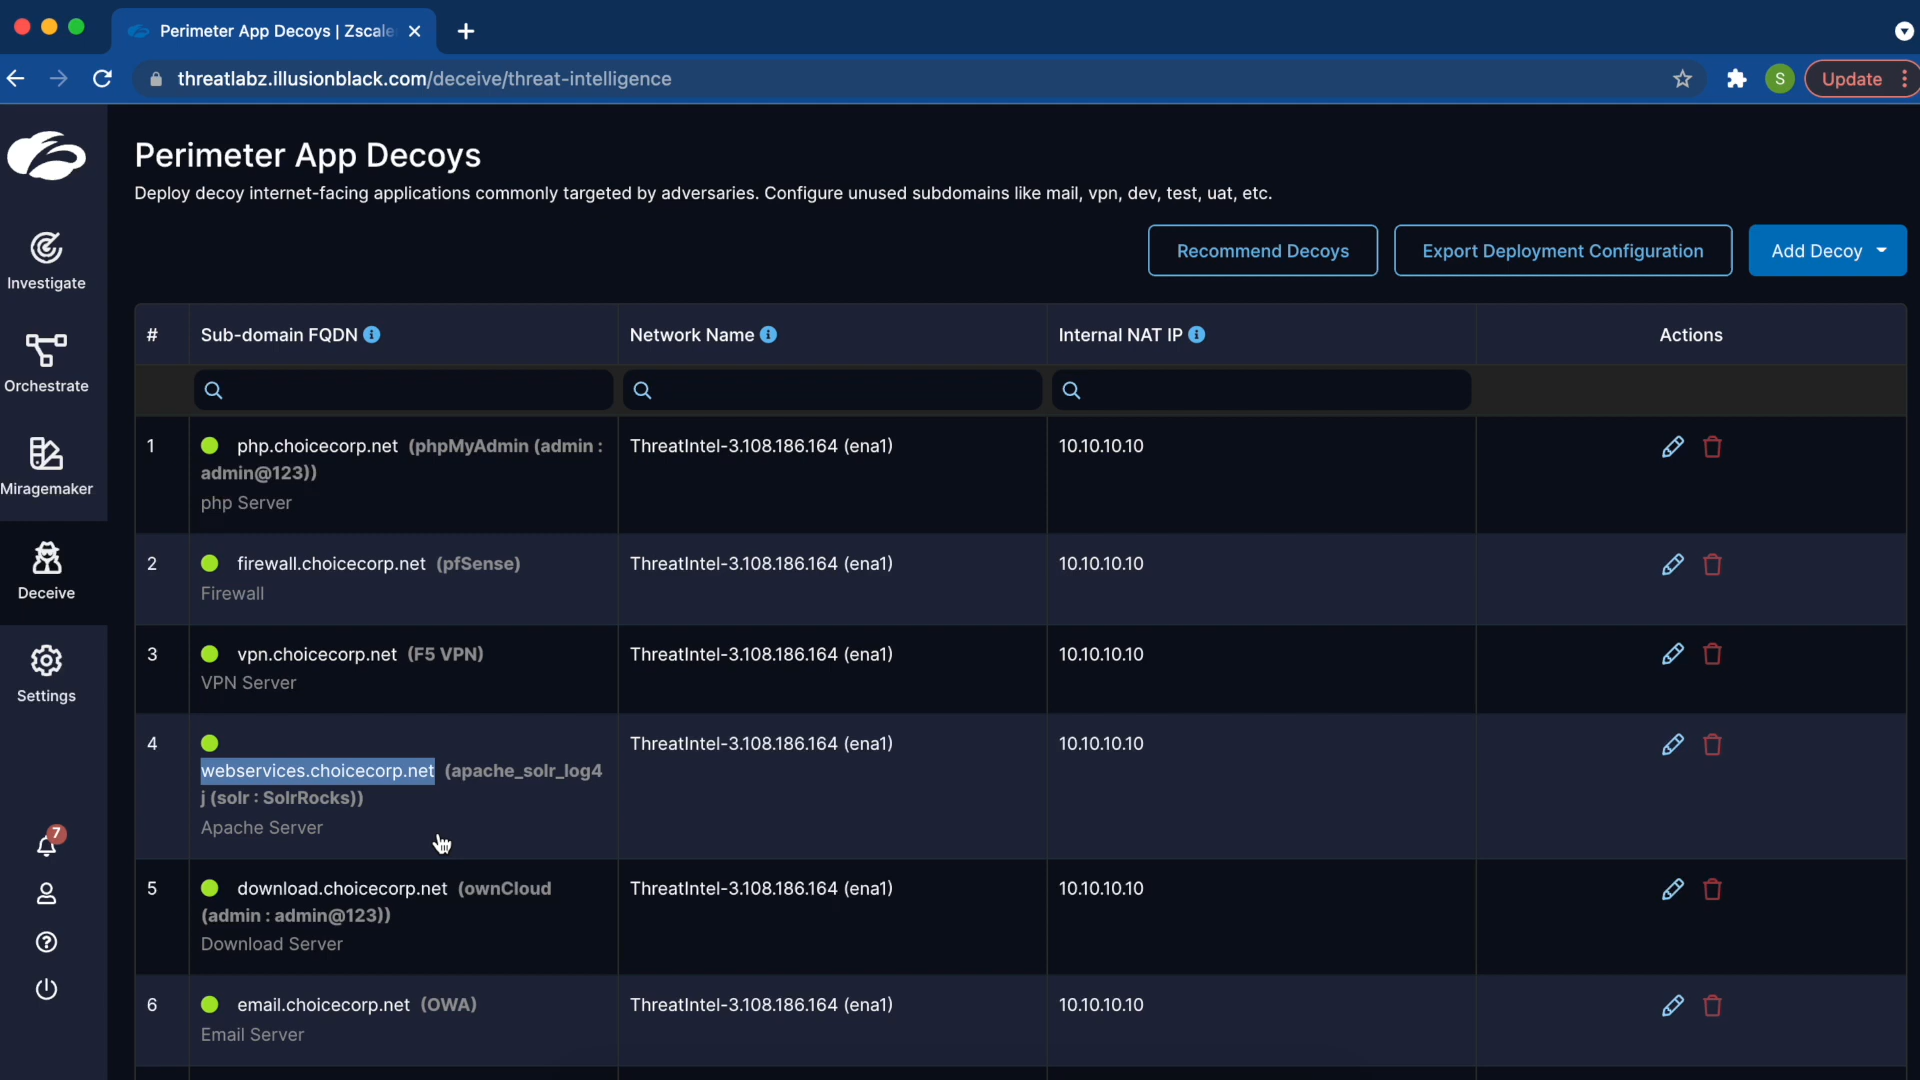 Perimeter App Decoys | Zscale
threatlabz.illusionblack.com/deceive/threat-intelligence
S
Update
Perimeter App Decoys
Deploy decoy internet-facing applications commonly targeted by adversaries. Configure unused subdomains like mail, vpn, dev, test, uat, etc.
Recommend Decoys
Export Deployment Configuration
Add Decoy
Investigate
Orchestrate
Miragemaker
Deceive
Settings
7
# Sub-domain FQDN Network Name Internal NAT IP Actions
1 php.choicecorp.net (phpMyAdmin (admin : ThreatIntel-3.108.186.164 (ena1) 10.10.10.10
admin@123))
php Server
2 firewall.choicecorp.net (pfSense) ThreatIntel-3.108.186.164 (ena1) 10.10.10.10
Firewall
3 vpn.choicecorp.net (F5 VPN) ThreatIntel-3.108.186.164 (ena1) 10.10.10.10
VPN Server
4 ThreatIntel-3.108.186.164 (ena1) 10.10.10.10
webservices.choicecorp.net (apache_solr_log4
j (solr : SolrRocks))
Apache Server
5 download.choicecorp.net (ownCloud ThreatIntel-3.108.186.164 (ena1) 10.10.10.10
(admin : admin@123))
Download Server
6 email.choicecorp.net (OWA) ThreatIntel-3.108.186.164 (ena1) 10.10.10.10
Email Server